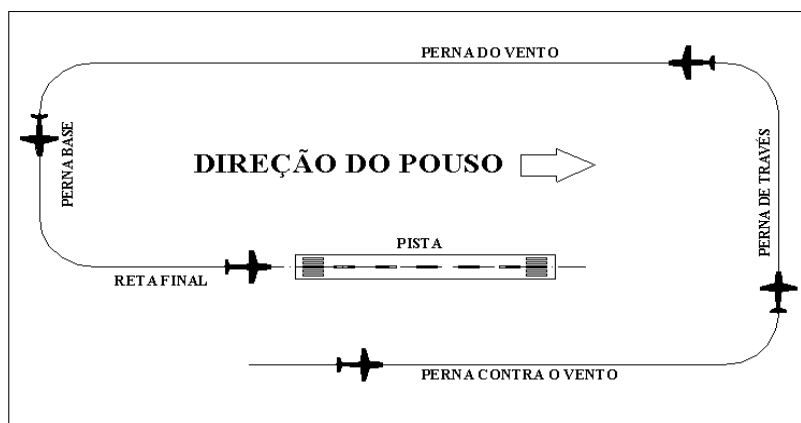 PERNA DO VENTO
PERNA BASE
DIREÇÃO DO POUSO
PERNA DE TRAVÉS
PISTA
RETA FINAL
PERNA CONTRA O VENTO